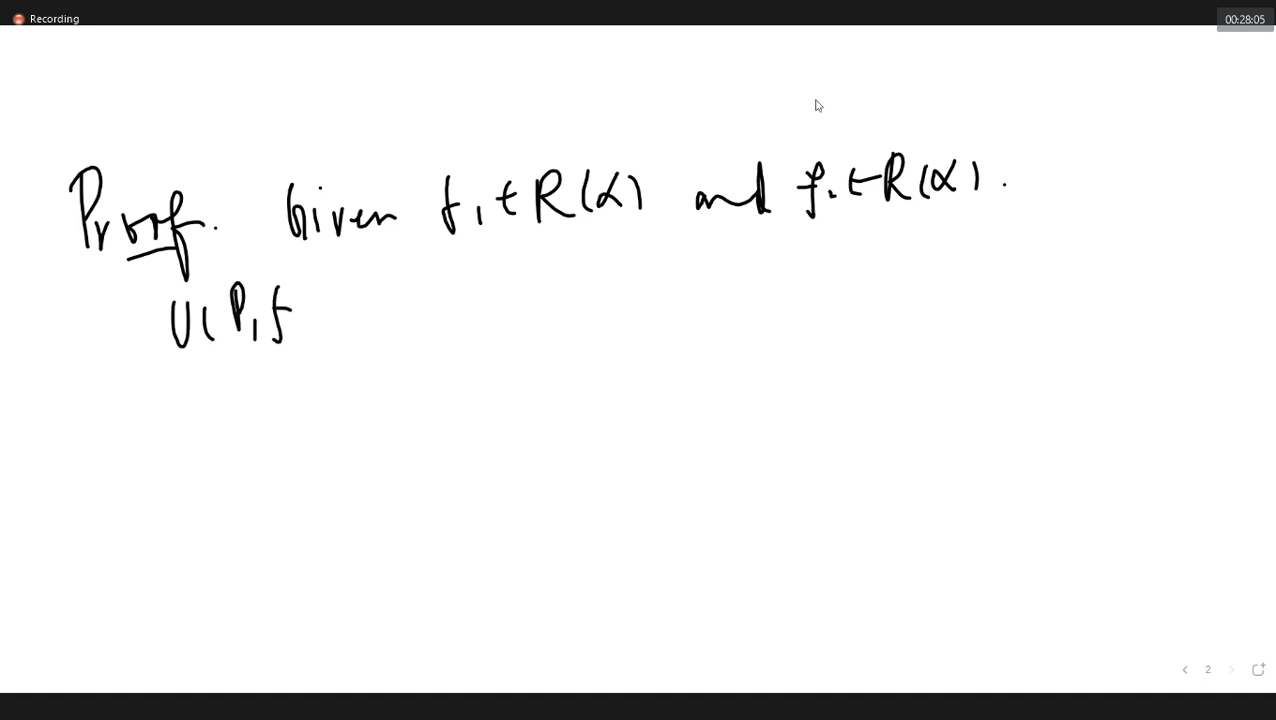 Recording
00:28:05
Proof. Given f₁ ∈ R(α) and f₂ ∈ R(α).
U(P, f
2